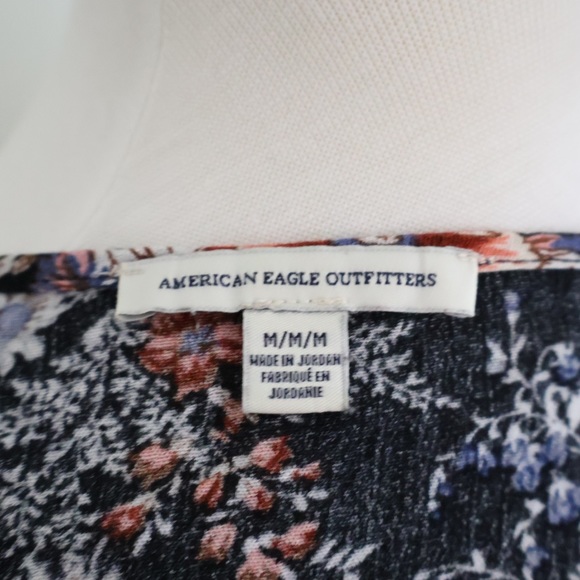 AMERICAN EAGLE OUTFITTERS
M/M/M
MADE IN JORDAN
FABRIQUÉ EN
JORDANIE